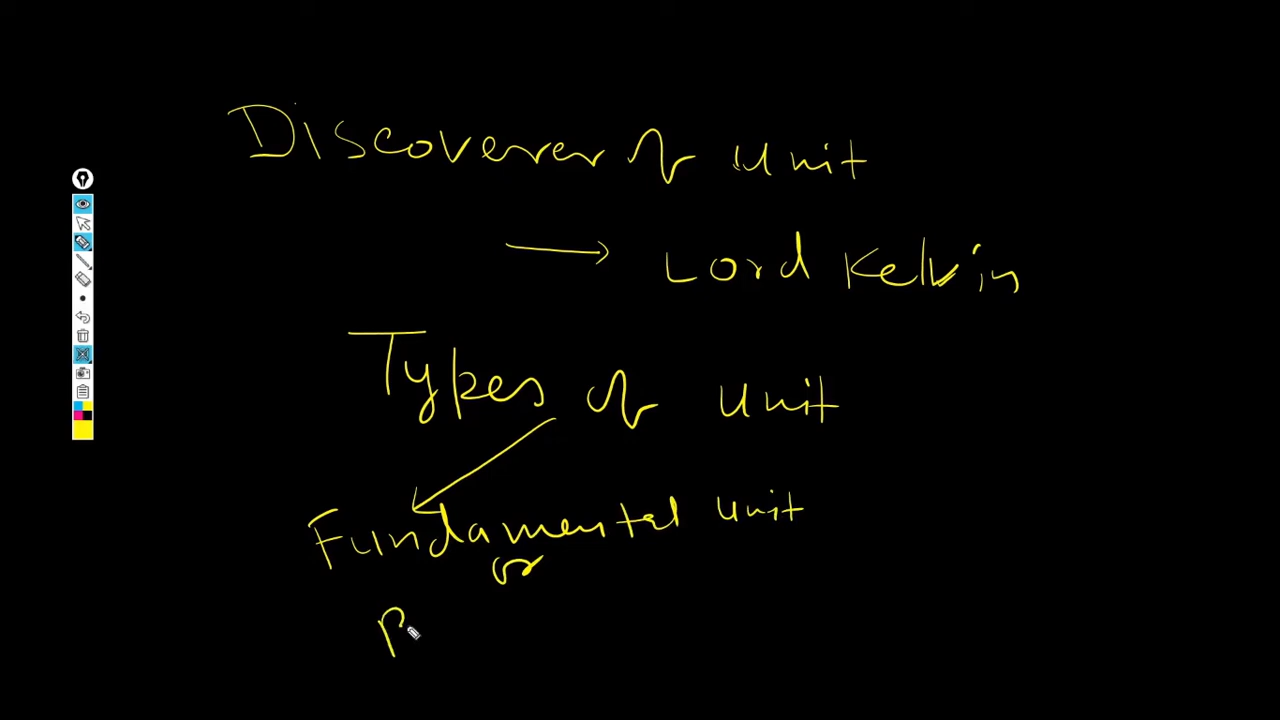 Discoverer of unit
→ Lord Kelvin
Types of unit
Fundamental unit
or
P